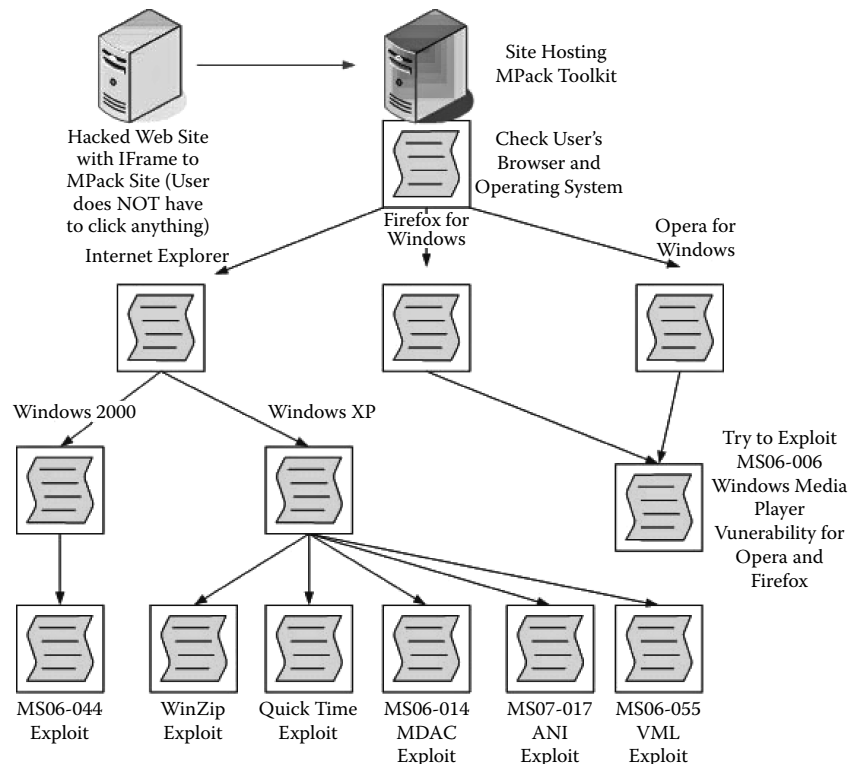 Site Hosting
MPack Toolkit
Hacked Web Site
with IFrame to
MPack Site (User
does NOT have
to click anything)
Check User's
Browser and
Operating System
Internet Explorer
Firefox for
Windows
Opera for
Windows
Windows 2000
Windows XP
Try to Exploit
MS06-006
Windows Media
Player
Vunerability for
Opera and
Firefox
MS06-044
Exploit
WinZip
Exploit
Quick Time
Exploit
MS06-014
MDAC
Exploit
MS07-017
ANI
Exploit
MS06-055
VML
Exploit